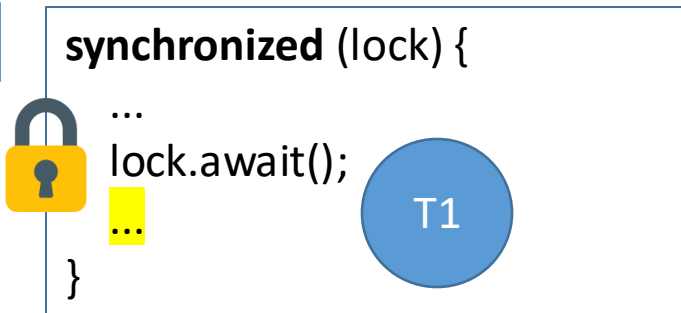 synchronized (lock) {
...
lock.await();
...
}
T1